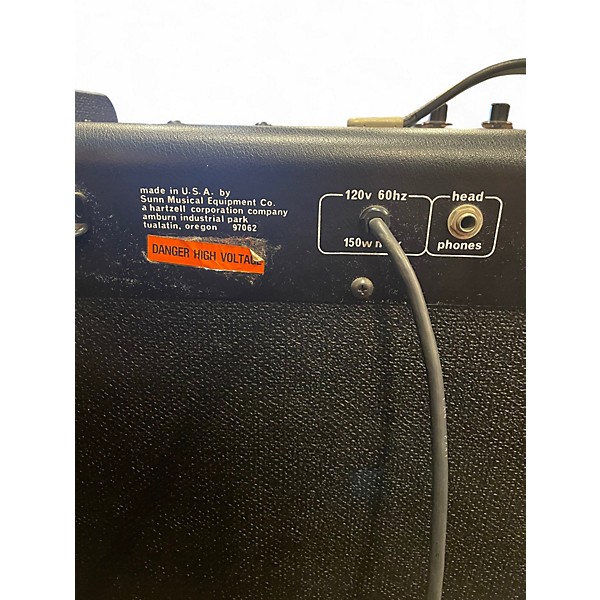 made in U.S.A. by
Sunn Musical Equipment Co.
a hartzell corporation company
amburn industrial park
tualatin, oregon 97062
DANGER HIGH VOLTAGE
120v 60hz
150w
head
phones